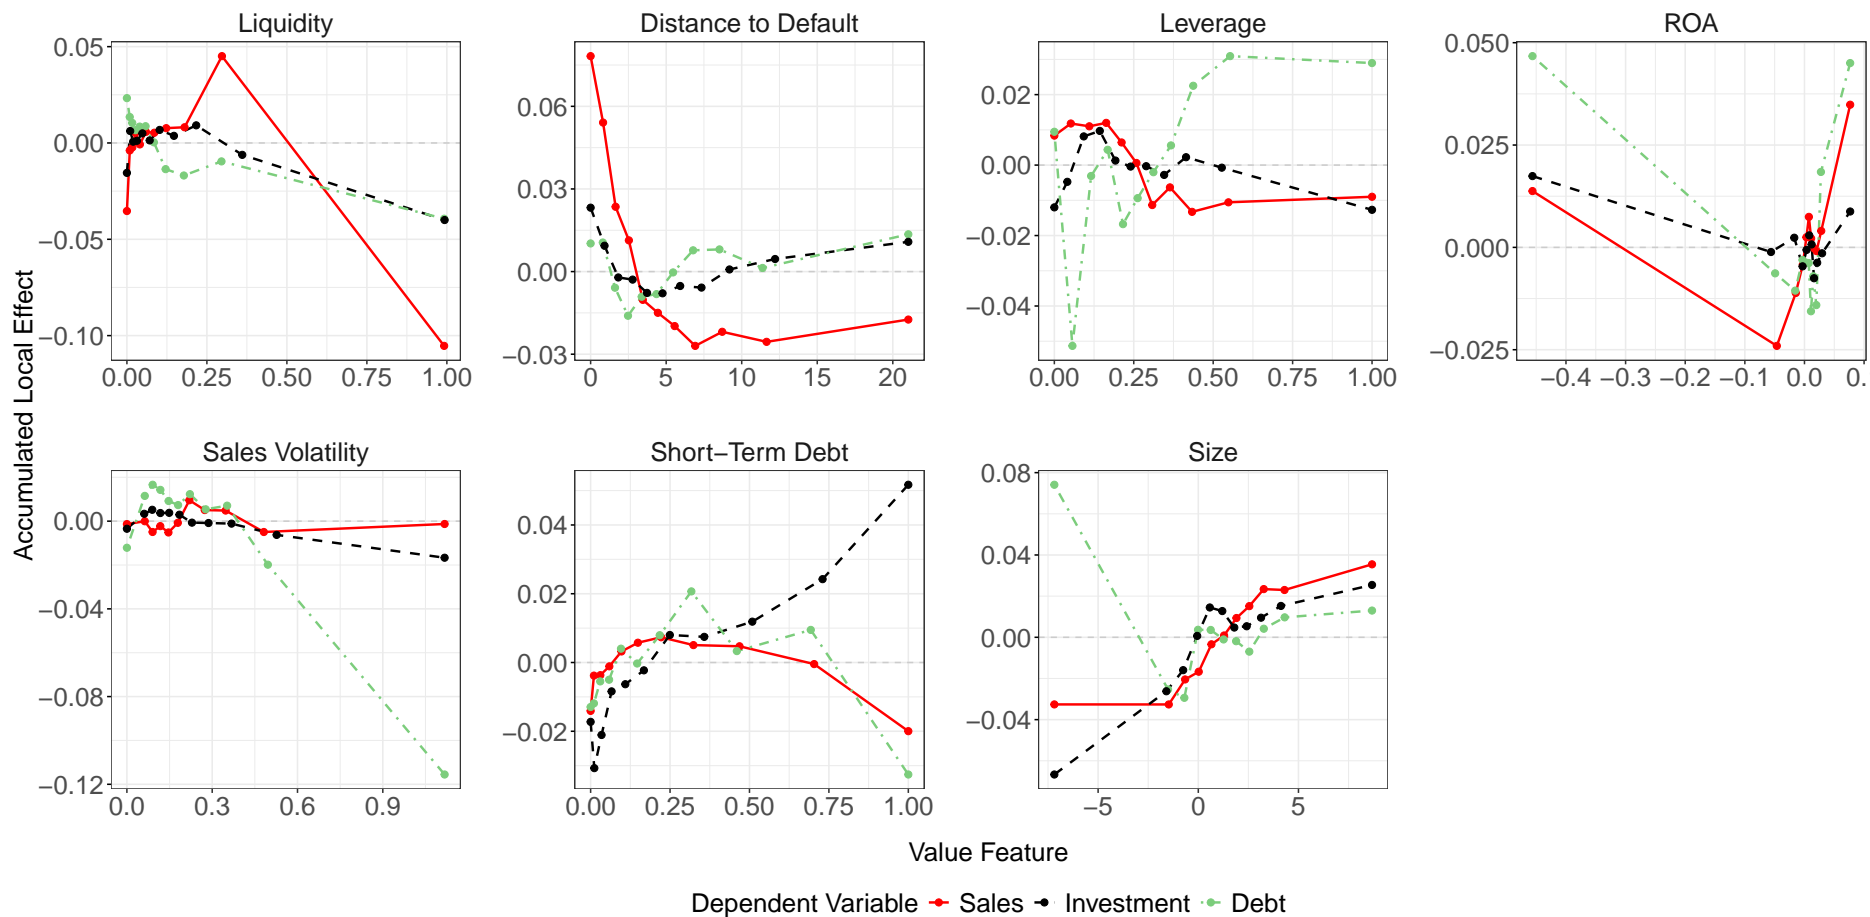 Liquidity
Distance to Default
Leverage
ROA
0.05
0.00
−0.05
−0.10
0.00 0.25 0.50 0.75 1.00
0.06
0.03
0.00
−0.03
0 5 10 15 20
0.02
0.00
−0.02
−0.04
0.00 0.25 0.50 0.75 1.00
0.050
0.025
0.000
−0.025
−0.4 −0.3 −0.2 −0.1 0.0 0.
Accumulated Local Effect
Sales Volatility
Short−Term Debt
Size
0.00
−0.04
−0.08
−0.12
0.0 0.3 0.6 0.9
0.04
0.02
0.00
−0.02
0.00 0.25 0.50 0.75 1.00
0.08
0.04
0.00
−0.04
−5 0 5
Value Feature
Dependent Variable Sales Investment Debt